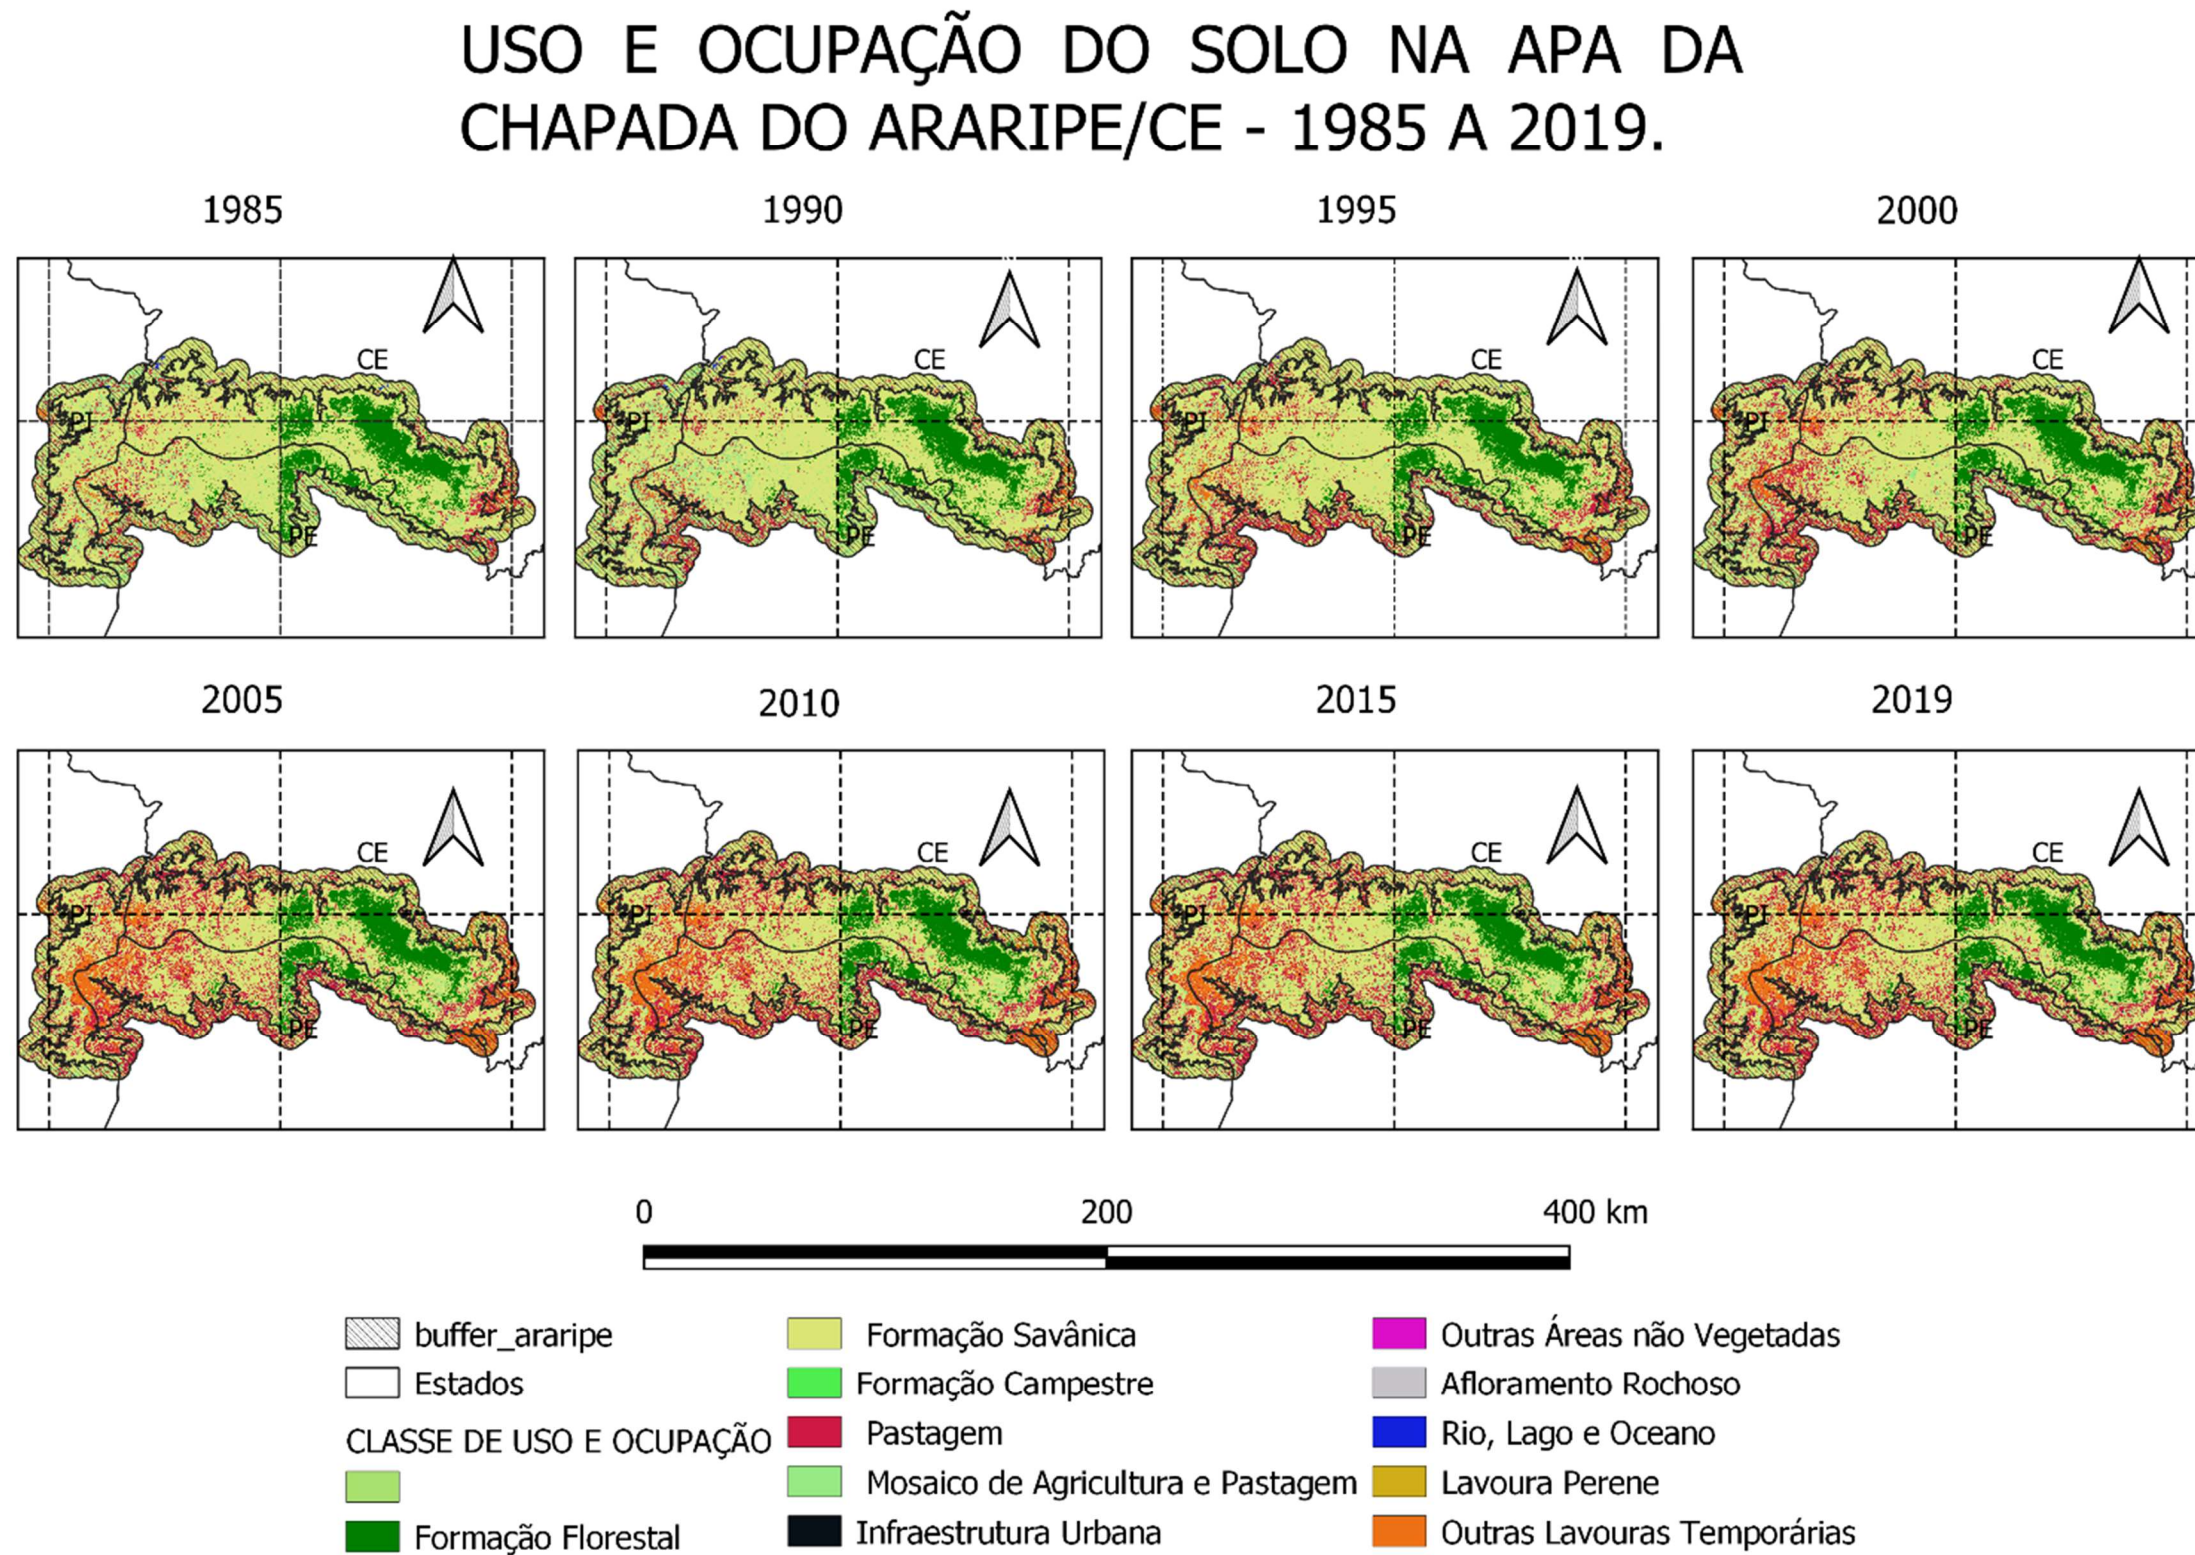 USO E OCUPAÇÃO DO SOLO NA APA DA
CHAPADA DO ARARIPE/CE - 1985 A 2019.
1985
1990
1995
2000
CE
PI
PE
CE
PI
PE
CE
PI
PE
CE
PI
PE
2005
2010
2015
2019
CE
PI
PE
CE
PI
PE
CE
PI
PE
CE
PI
PE
0 200 400 km
buffer_araripe
Estados
CLASSE DE USO E OCUPAÇÃO
Formação Florestal
Formação Savânica
Formação Campestre
Pastagem
Mosaico de Agricultura e Pastagem
Infraestrutura Urbana
Outras Áreas não Vegetadas
Afloramento Rochoso
Rio, Lago e Oceano
Lavoura Perene
Outras Lavouras Temporárias